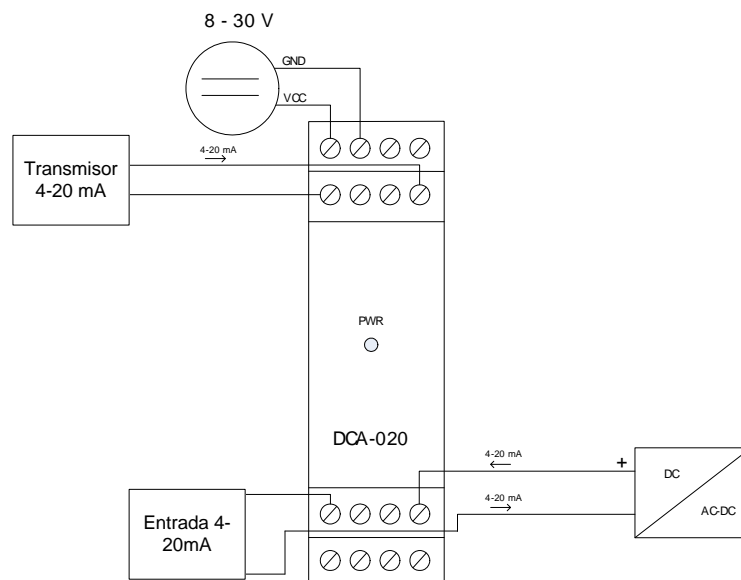 8 - 30 V
GND
VCC
4-20 mA
Transmisor
4-20 mA
PWR
DCA-020
4-20 mA
+
DC
4-20 mA
AC-DC
Entrada 4-
20mA